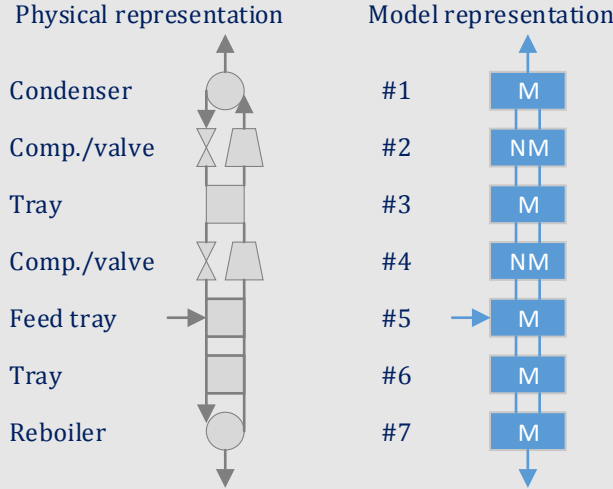 Physical representation Model representation
Condenser #1 M
Comp./valve #2 NM
Tray #3 M
Comp./valve #4 NM
Feed tray #5 M
Tray #6 M
Reboiler #7 M